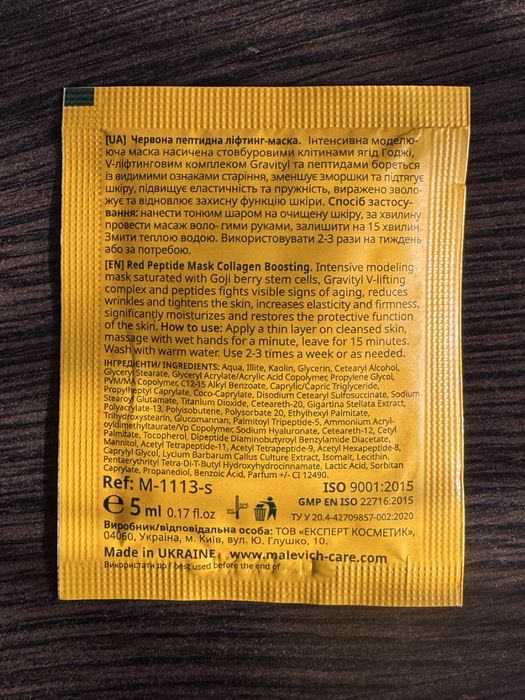 [UA] Червона пептидна ліфтинг-маска. Інтенсивна моделю-
юча маска насичена стовбуровими клітинами ягід Годжі,
V-ліфтинговим комплексом Gravityl та пептидами бореться
із видимими ознаками старіння, зменшує зморшки та підтягує
шкіру, підвищує еластичність та пружність, виражено зволо-
жує та відновлює захисну функцію шкіри. Спосіб застосу-
вання: нанести тонким шаром на очищену шкіру, за хвилину
провести масаж воло- гими руками, залишити на 15 хвилин.
Змити теплою водою. Використовувати 2-3 рази на тиждень
або за потребою.
[EN] Red Peptide Mask Collagen Boosting. Intensive modeling
mask saturated with Goji berry stem cells, Gravityl V-lifting
complex and peptides fights visible signs of aging, reduces
wrinkles and tightens the skin, increases elasticity and firmness.
significantly moisturizes and restores the protective function
of the skin. How to use: Apply a thin layer on cleansed skin,
massage with wet hands for a minute, leave for 15 minutes.
Wash with warm water. Use 2-3 times a week or as needed.
ІНГРЕДІЄНТИ/ INGREDIENTS: Aqua, Illite, Kaolin, Glycerin, Cetearyl Alcohol,
Glyceryl Stearate, Glyceryl Acrylate/Acrylic Acid Copolymer, Propylene Glycol,
PVM/MA Copolymer, C12-15 Alkyl Benzoate, Caprylic/Capric Triglyceride,
Propylheptyl Caprylate, Coco-Caprylate, Disodium Cetearyl Sulfosuccinate, Sodium
Stearoyl Glutamate, Titanium Dioxide, Ceteareth-20, Gigartina Stellata Extract,
Polyacrylate-13, Polyisobutene, Polysorbate 20, Ethylhexyl Palmitate,
Trihydroxystearin, Glucomannan, Palmitoyl Tripeptide-5, Ammonium Acryl-
oyldimethyltaurate/Vp Copolymer, Sodium Hyaluronate, Ceteareth-12, Cetyl
Palmitate, Tocopherol, Dipeptide Diaminobutyroyl Benzylamide Diacetate,
Mannitol, Acetyl Tetrapeptide-11, Acetyl Tetrapeptide-9, Acetyl Hexapeptide-8,
Caprylyl Glycol, Lycium Barbarum Callus Culture Extract, Isomalt, Lecithin,
Pentaerythrityl Tetra-Di-T-Butyl Hydroxyhydrocinnamate, Lactic Acid, Sorbitan
Caprylate, Propanediol, Benzoic Acid, Parfum +/- CI 12490.
Ref: M-1113-s ISO 9001:2015
e 5 ml 0.17 fl.oz GMP EN ISO 22716:2015
ТУ У 20.4-42709857-002:2020
Виробник/відповідальна особа: ТОВ «ЕКСПЕРТ КОСМЕТИК»,
04060, Україна, м. Київ, вул. Ю. Глушко, 10.
Made in UKRAINE www.malevich-care.com
Використати до / best used before the end of